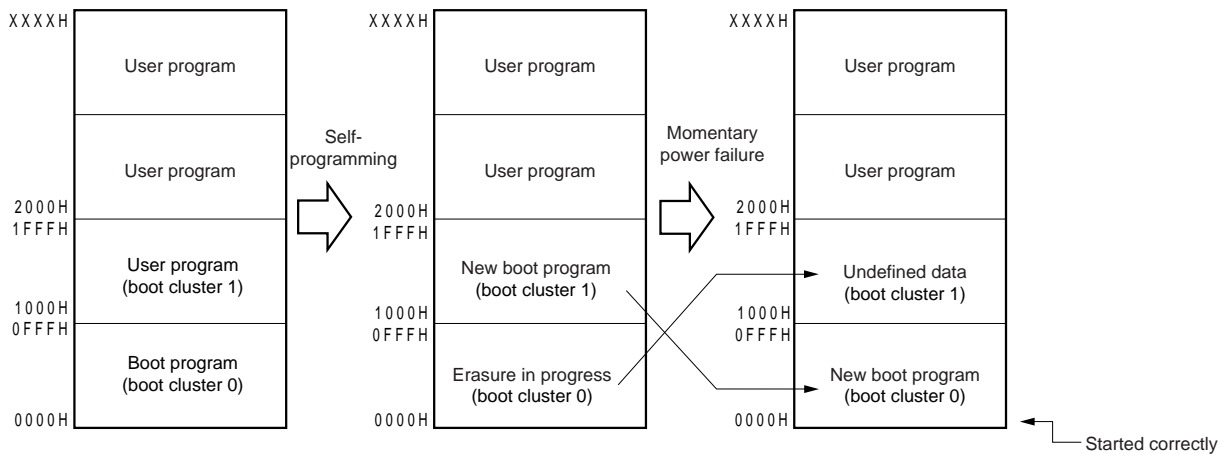 XXXXH
User program
User program
2000H
1FFFH
User program
(boot cluster 1)
1000H
0FFFH
Boot program
(boot cluster 0)
0000H
Self-
programming
XXXXH
User program
User program
2000H
1FFFH
New boot program
(boot cluster 1)
1000H
0FFFH
Erasure in progress
(boot cluster 0)
0000H
Momentary
power failure
XXXXH
User program
User program
2000H
1FFFH
Undefined data
(boot cluster 1)
1000H
0FFFH
New boot program
(boot cluster 0)
0000H
Started correctly